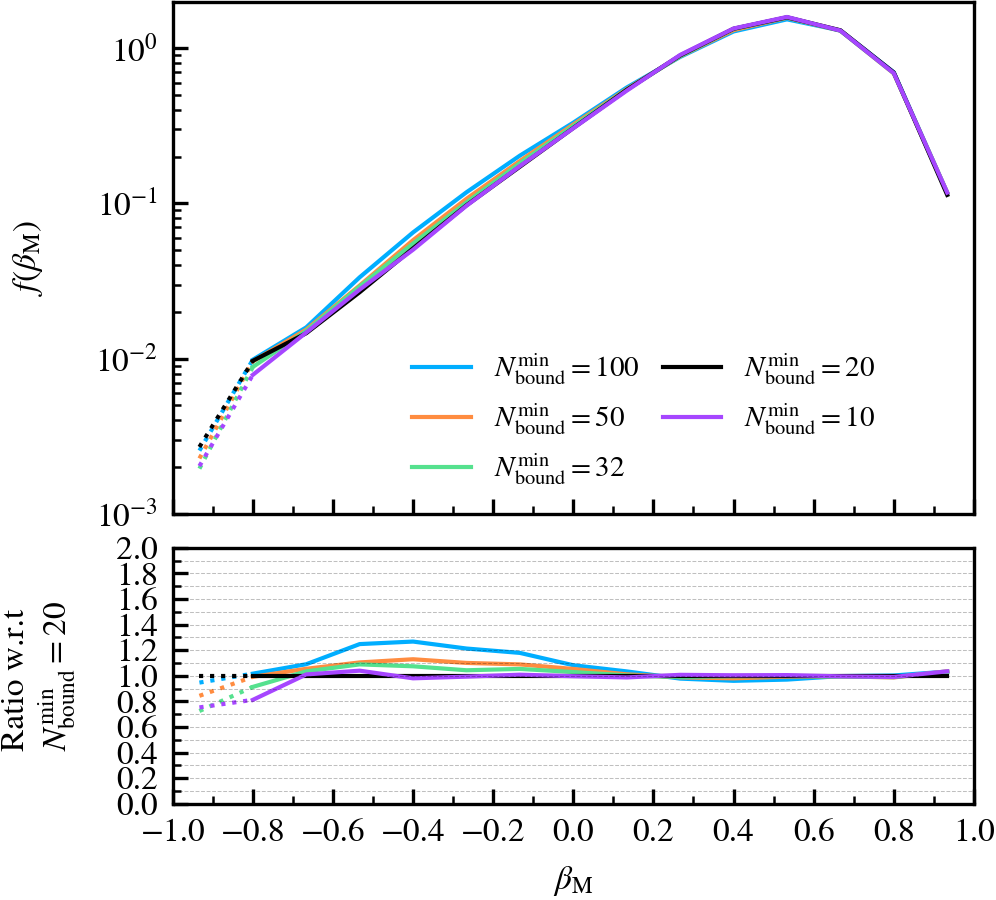 10⁰
10⁻¹
10⁻²
10⁻³
f(β_M)
N_bound^min = 100
N_bound^min = 50
N_bound^min = 32
N_bound^min = 20
N_bound^min = 10
2.0
1.8
1.6
1.4
1.2
1.0
0.8
0.6
0.4
0.2
0.0
Ratio w.r.t
N_bound^min = 20
−1.0 −0.8 −0.6 −0.4 −0.2 0.0 0.2 0.4 0.6 0.8 1.0
β_M